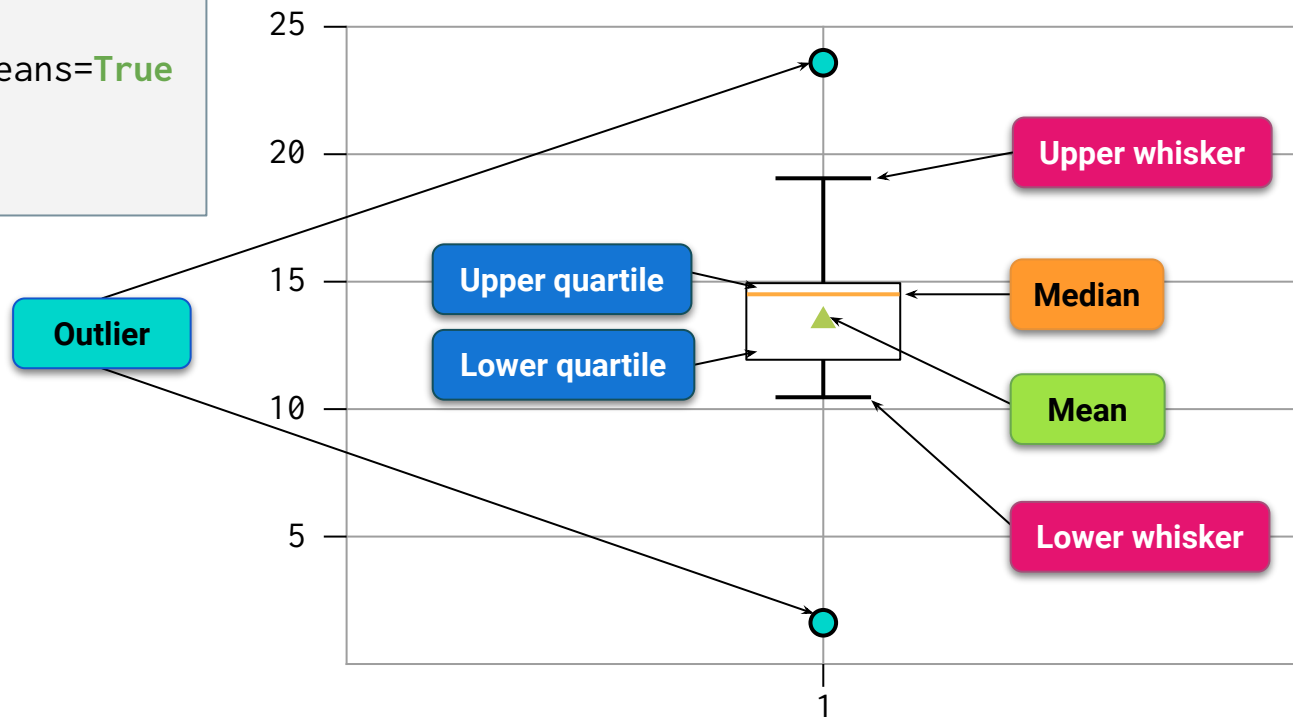 eans=True
25
20
15
10
5
1
Outlier
Upper quartile
Lower quartile
Upper whisker
Median
Mean
Lower whisker